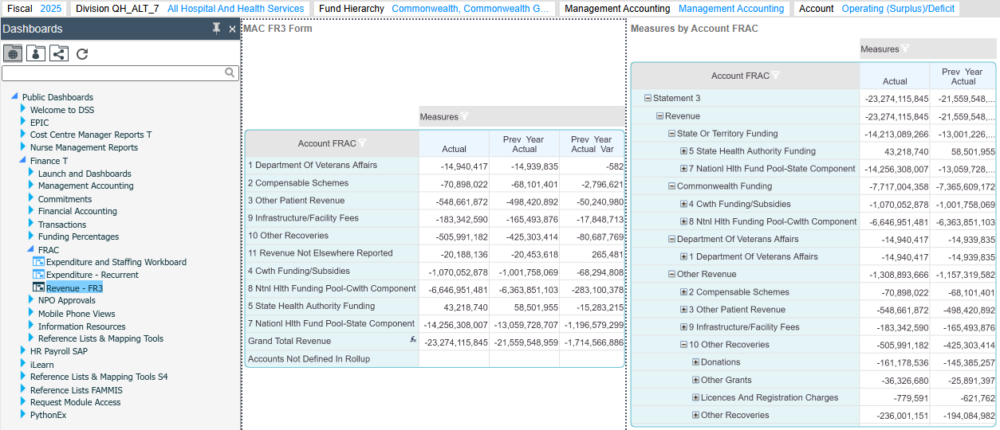 Fiscal 2025 Division QH_ALT_7 All Hospital And Health Services Fund Hierarchy Commonwealth, Commonwealth G... Management Accounting Management Accounting Account Operating (Surplus)/Deficit
Dashboards
Public Dashboards
Welcome to DSS
EPIC
Cost Centre Manager Reports T
Nurse Management Reports
Finance T
Launch and Dashboards
Management Accounting
Commitments
Financial Accounting
Transactions
Funding Percentages
FRAC
Expenditure and Staffing Workboard
Expenditure - Recurrent
Revenue - FR3
NPO Approvals
Mobile Phone Views
Information Resources
Reference Lists & Mapping Tools
HR Payroll SAP
iLearn
Reference Lists & Mapping Tools S4
Reference Lists FAMMIS
Request Module Access
PythonEx
MAC FR3 Form
Measures
Account FRAC Actual Prev Year Actual Prev Year Actual Var
1 Department Of Veterans Affairs -14,940,417 -14,939,835 -582
2 Compensable Schemes -70,898,022 -68,101,401 -2,796,621
3 Other Patient Revenue -548,661,872 -498,420,892 -50,240,980
9 Infrastructure/Facility Fees -183,342,590 -165,493,876 -17,848,713
10 Other Recoveries -505,991,182 -425,303,414 -80,687,769
11 Revenue Not Elsewhere Reported -20,188,136 -20,453,618 265,481
4 Cwth Funding/Subsidies -1,070,052,878 -1,001,758,069 -68,294,808
8 Ntnl Hlth Funding Pool-Cwlth Component -6,646,951,481 -6,363,851,103 -283,100,378
5 State Health Authority Funding 43,218,740 58,501,955 -15,283,215
7 Nationl Hlth Fund Pool-State Component -14,256,308,007 -13,059,728,707 -1,196,579,299
Grand Total Revenue fx -23,274,115,845 -21,559,548,959 -1,714,566,886
Accounts Not Defined In Rollup
Measures by Account FRAC
Measures
Account FRAC Actual Prev Year Actual
Statement 3 -23,274,115,845 -21,559,548,...
Revenue -23,274,115,845 -21,559,548,...
State Or Territory Funding -14,213,089,266 -13,001,226,...
5 State Health Authority Funding 43,218,740 58,501,955
7 Nationl Hlth Fund Pool-State Component -14,256,308,007 -13,059,728,...
Commonwealth Funding -7,717,004,358 -7,365,609,172
4 Cwth Funding/Subsidies -1,070,052,878 -1,001,758,069
8 Ntnl Hlth Funding Pool-Cwlth Component -6,646,951,481 -6,363,851,103
Department Of Veterans Affairs -14,940,417 -14,939,835
1 Department Of Veterans Affairs -14,940,417 -14,939,835
Other Revenue -1,308,893,666 -1,157,319,582
2 Compensable Schemes -70,898,022 -68,101,401
3 Other Patient Revenue -548,661,872 -498,420,892
9 Infrastructure/Facility Fees -183,342,590 -165,493,876
10 Other Recoveries -505,991,182 -425,303,414
Donations -161,178,536 -145,385,257
Other Grants -36,326,680 -25,891,397
Licences And Registration Charges -779,591 -621,762
Other Recoveries -236,001,151 -194,084,982